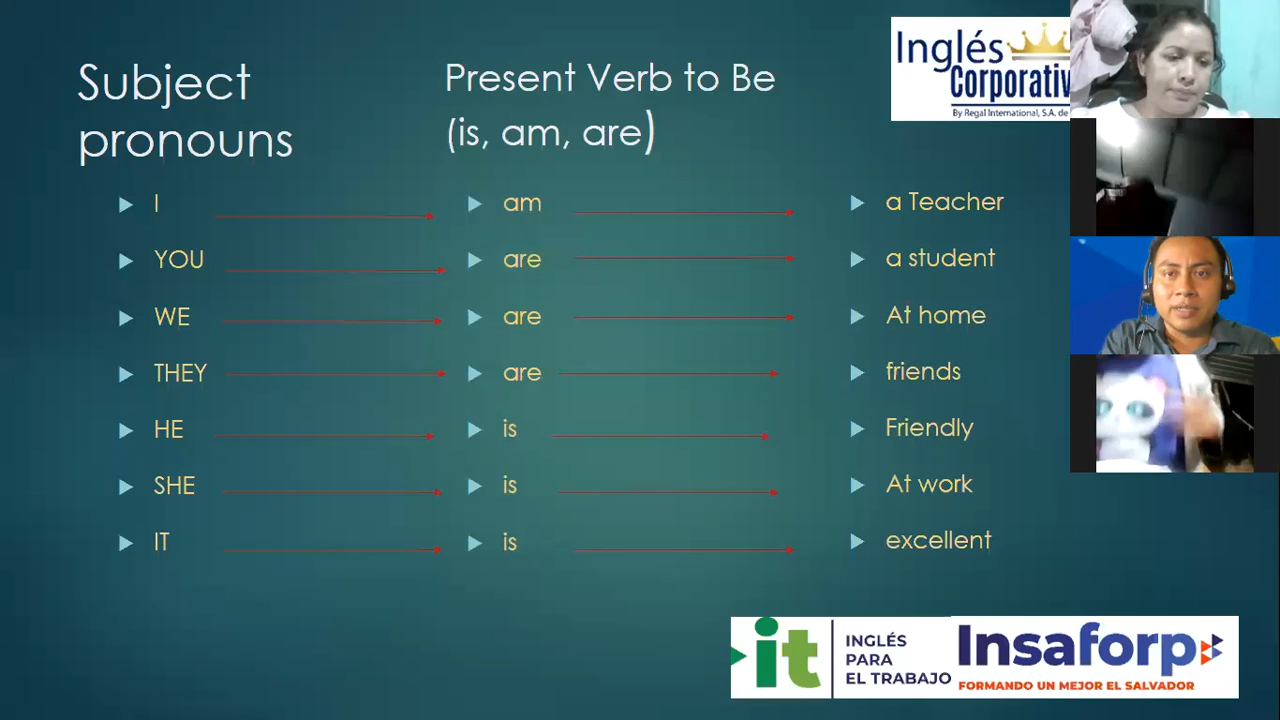 Subject
pronouns
Present Verb to Be
(is, am, are)
I am a Teacher
YOU are a student
WE are At home
THEY are friends
HE is Friendly
SHE is At work
IT is excellent
Inglés
Corporativ
By Regal International, S.A. de
it
INGLÉS
PARA
EL TRABAJO
Insaforp
FORMANDO UN MEJOR EL SALVADOR